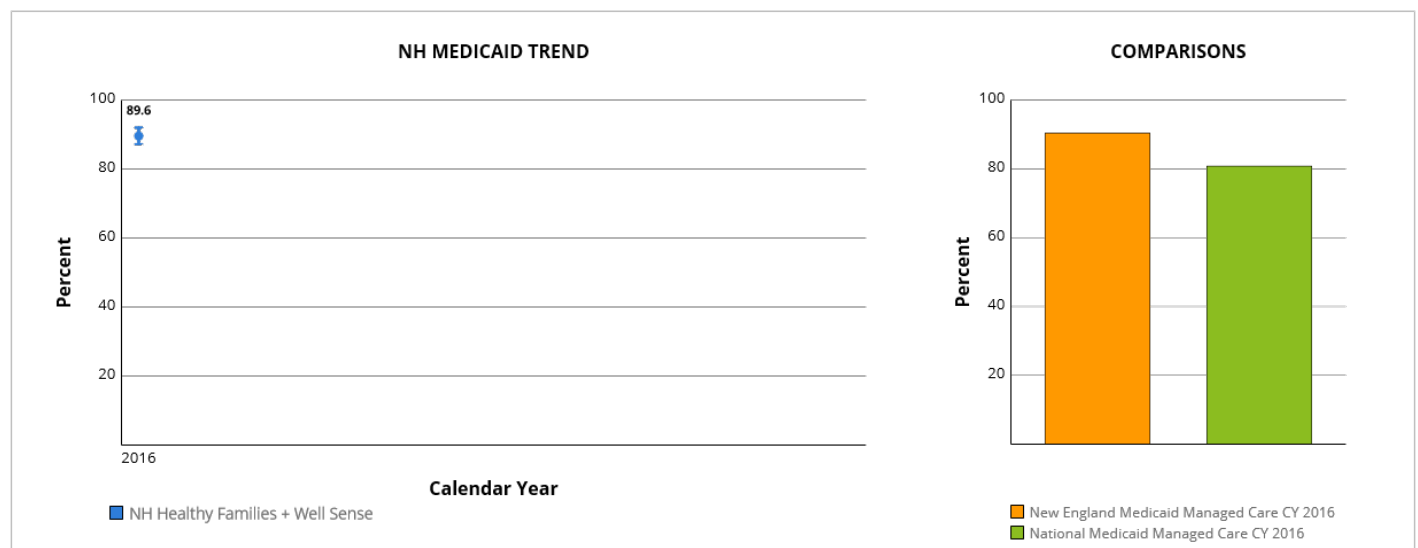 NH MEDICAID TREND
100
89.6
80
60
40
20
Percent
2016
Calendar Year
NH Healthy Families + Well Sense
COMPARISONS
100
80
60
40
20
Percent
New England Medicaid Managed Care CY 2016
National Medicaid Managed Care CY 2016